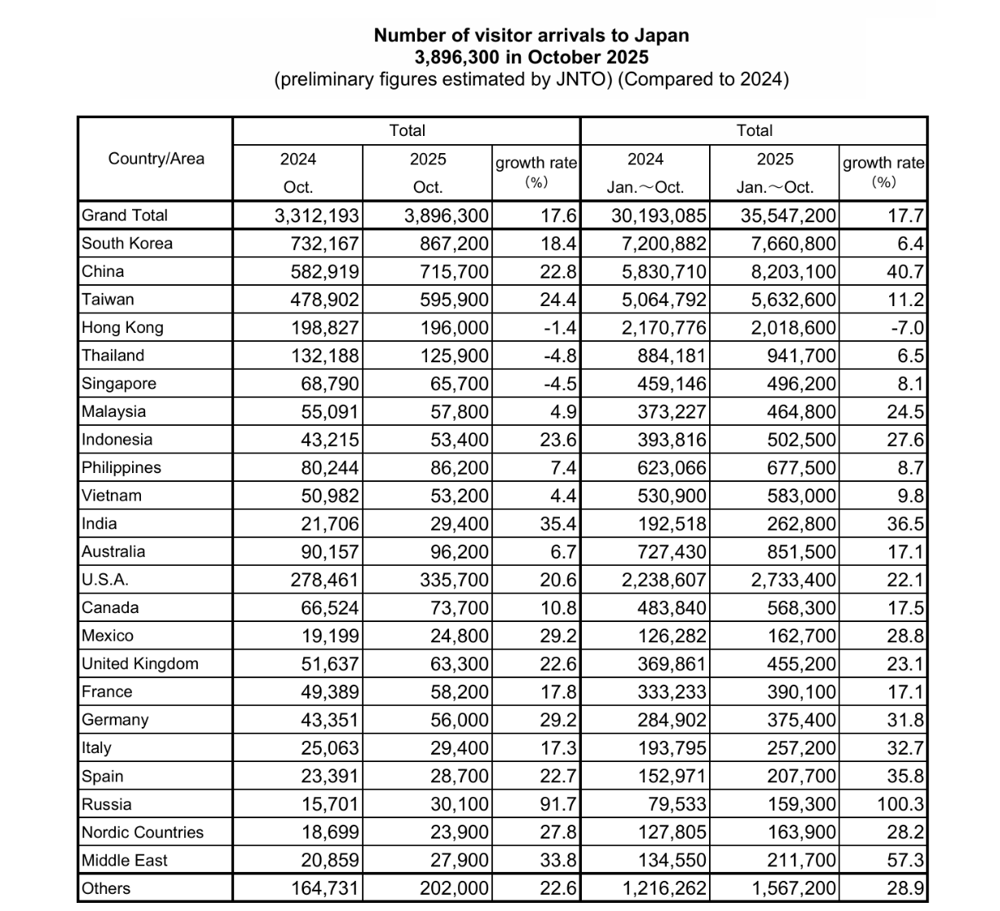 Number of visitor arrivals to Japan
3,896,300 in October 2025
(preliminary figures estimated by JNTO) (Compared to 2024)
Country/Area Total Total
2024 2025 growth rate 2024 2025 growth rate
Oct. Oct. (%) Jan.～Oct. Jan.～Oct. (%)
Grand Total 3,312,193 3,896,300 17.6 30,193,085 35,547,200 17.7
South Korea 732,167 867,200 18.4 7,200,882 7,660,800 6.4
China 582,919 715,700 22.8 5,830,710 8,203,100 40.7
Taiwan 478,902 595,900 24.4 5,064,792 5,632,600 11.2
Hong Kong 198,827 196,000 -1.4 2,170,776 2,018,600 -7.0
Thailand 132,188 125,900 -4.8 884,181 941,700 6.5
Singapore 68,790 65,700 -4.5 459,146 496,200 8.1
Malaysia 55,091 57,800 4.9 373,227 464,800 24.5
Indonesia 43,215 53,400 23.6 393,816 502,500 27.6
Philippines 80,244 86,200 7.4 623,066 677,500 8.7
Vietnam 50,982 53,200 4.4 530,900 583,000 9.8
India 21,706 29,400 35.4 192,518 262,800 36.5
Australia 90,157 96,200 6.7 727,430 851,500 17.1
U.S.A. 278,461 335,700 20.6 2,238,607 2,733,400 22.1
Canada 66,524 73,700 10.8 483,840 568,300 17.5
Mexico 19,199 24,800 29.2 126,282 162,700 28.8
United Kingdom 51,637 63,300 22.6 369,861 455,200 23.1
France 49,389 58,200 17.8 333,233 390,100 17.1
Germany 43,351 56,000 29.2 284,902 375,400 31.8
Italy 25,063 29,400 17.3 193,795 257,200 32.7
Spain 23,391 28,700 22.7 152,971 207,700 35.8
Russia 15,701 30,100 91.7 79,533 159,300 100.3
Nordic Countries 18,699 23,900 27.8 127,805 163,900 28.2
Middle East 20,859 27,900 33.8 134,550 211,700 57.3
Others 164,731 202,000 22.6 1,216,262 1,567,200 28.9